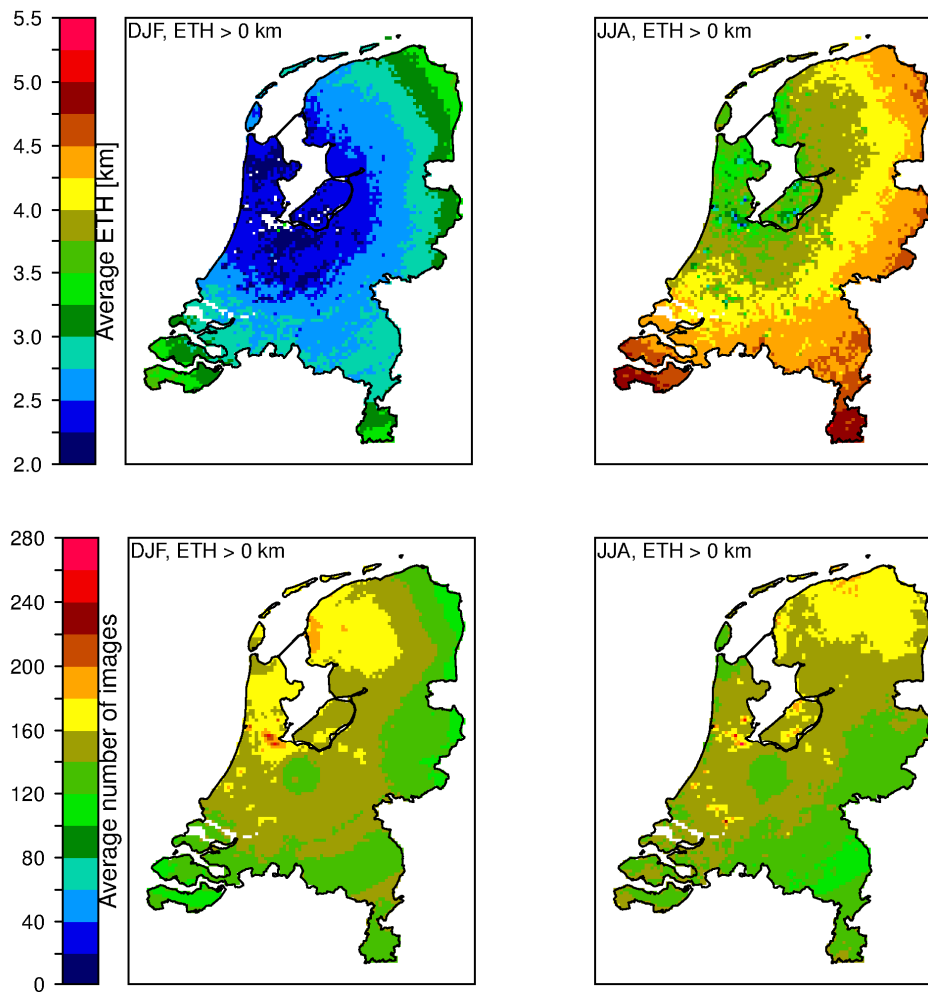 DJF, ETH > 0 km
JJA, ETH > 0 km
5.5
5.0
4.5
4.0
3.5
3.0
2.5
2.0
Average ETH [km]
DJF, ETH > 0 km
JJA, ETH > 0 km
280
240
200
160
120
80
40
0
Average number of images